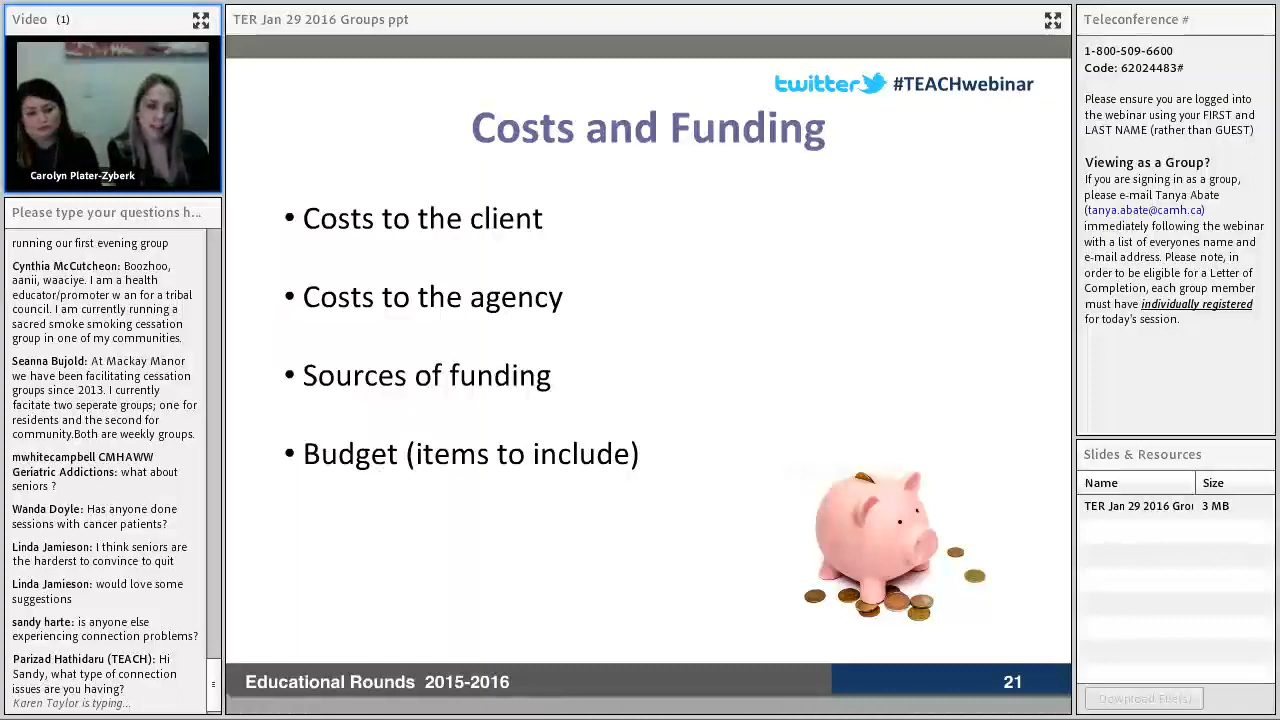 Video (1)
Carolyn Plater-Zyberk
Please type your questions h...
running our first evening group
Cynthia McCutcheon: Boozhoo,
aanii, waaciye. I am a health
educator/promoter w an for a tribal
council. I am currently running a
sacred smoke smoking cessation
group in one of my communities.
Seanna Bujold: At Mackay Manor
we have been facilitating cessation
groups since 2013. I currently
facitate two seperate groups; one for
residents and the second for
community.Both are weekly groups.
mwhitecampbell CMHAWW
Geriatric Addictions: what about
seniors ?
Wanda Doyle: Has anyone done
sessions with cancer patients?
Linda Jamieson: I think seniors are
the harderst to convince to quit
Linda Jamieson: would love some
suggestions
sandy harte: is anyone else
experiencing connection problems?
Parizad Hathidaru (TEACH): Hi
Sandy, what type of connection
issues are you having?
Karen Taylor is typing...
TER Jan 29 2016 Groups ppt
twitter #TEACHwebinar
Costs and Funding
• Costs to the client
• Costs to the agency
• Sources of funding
• Budget (items to include)
Educational Rounds 2015-2016
21
Teleconference #
1-800-509-6600
Code: 62024483#
Please ensure you are logged into
the webinar using your FIRST and
LAST NAME (rather than GUEST)
Viewing as a Group?
If you are signing in as a group,
please e-mail Tanya Abate
(tanya.abate@camh.ca)
immediately following the webinar
with a list of everyones name and
e-mail address. Please note, in
order to be eligible for a Letter of
Completion, each group member
must have individually registered
for today's session.
Slides & Resources
Name Size
TER Jan 29 2016 Grou 3 MB
Download File(s)